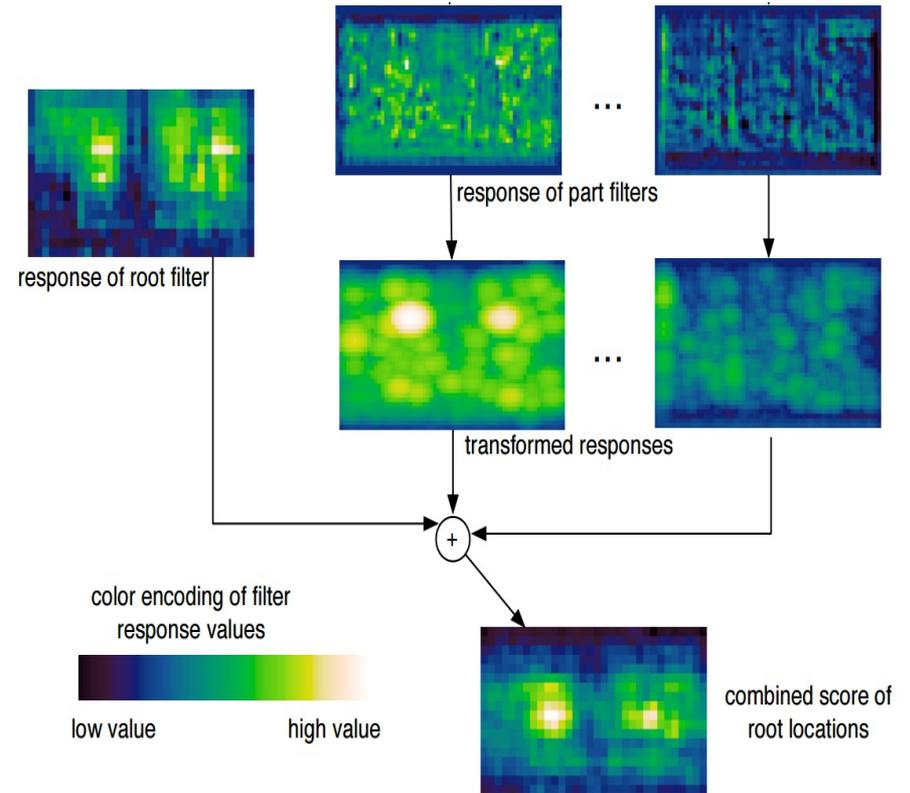 ...
response of part filters
response of root filter
...
transformed responses
+
color encoding of filter
response values
low value
high value
combined score of
root locations